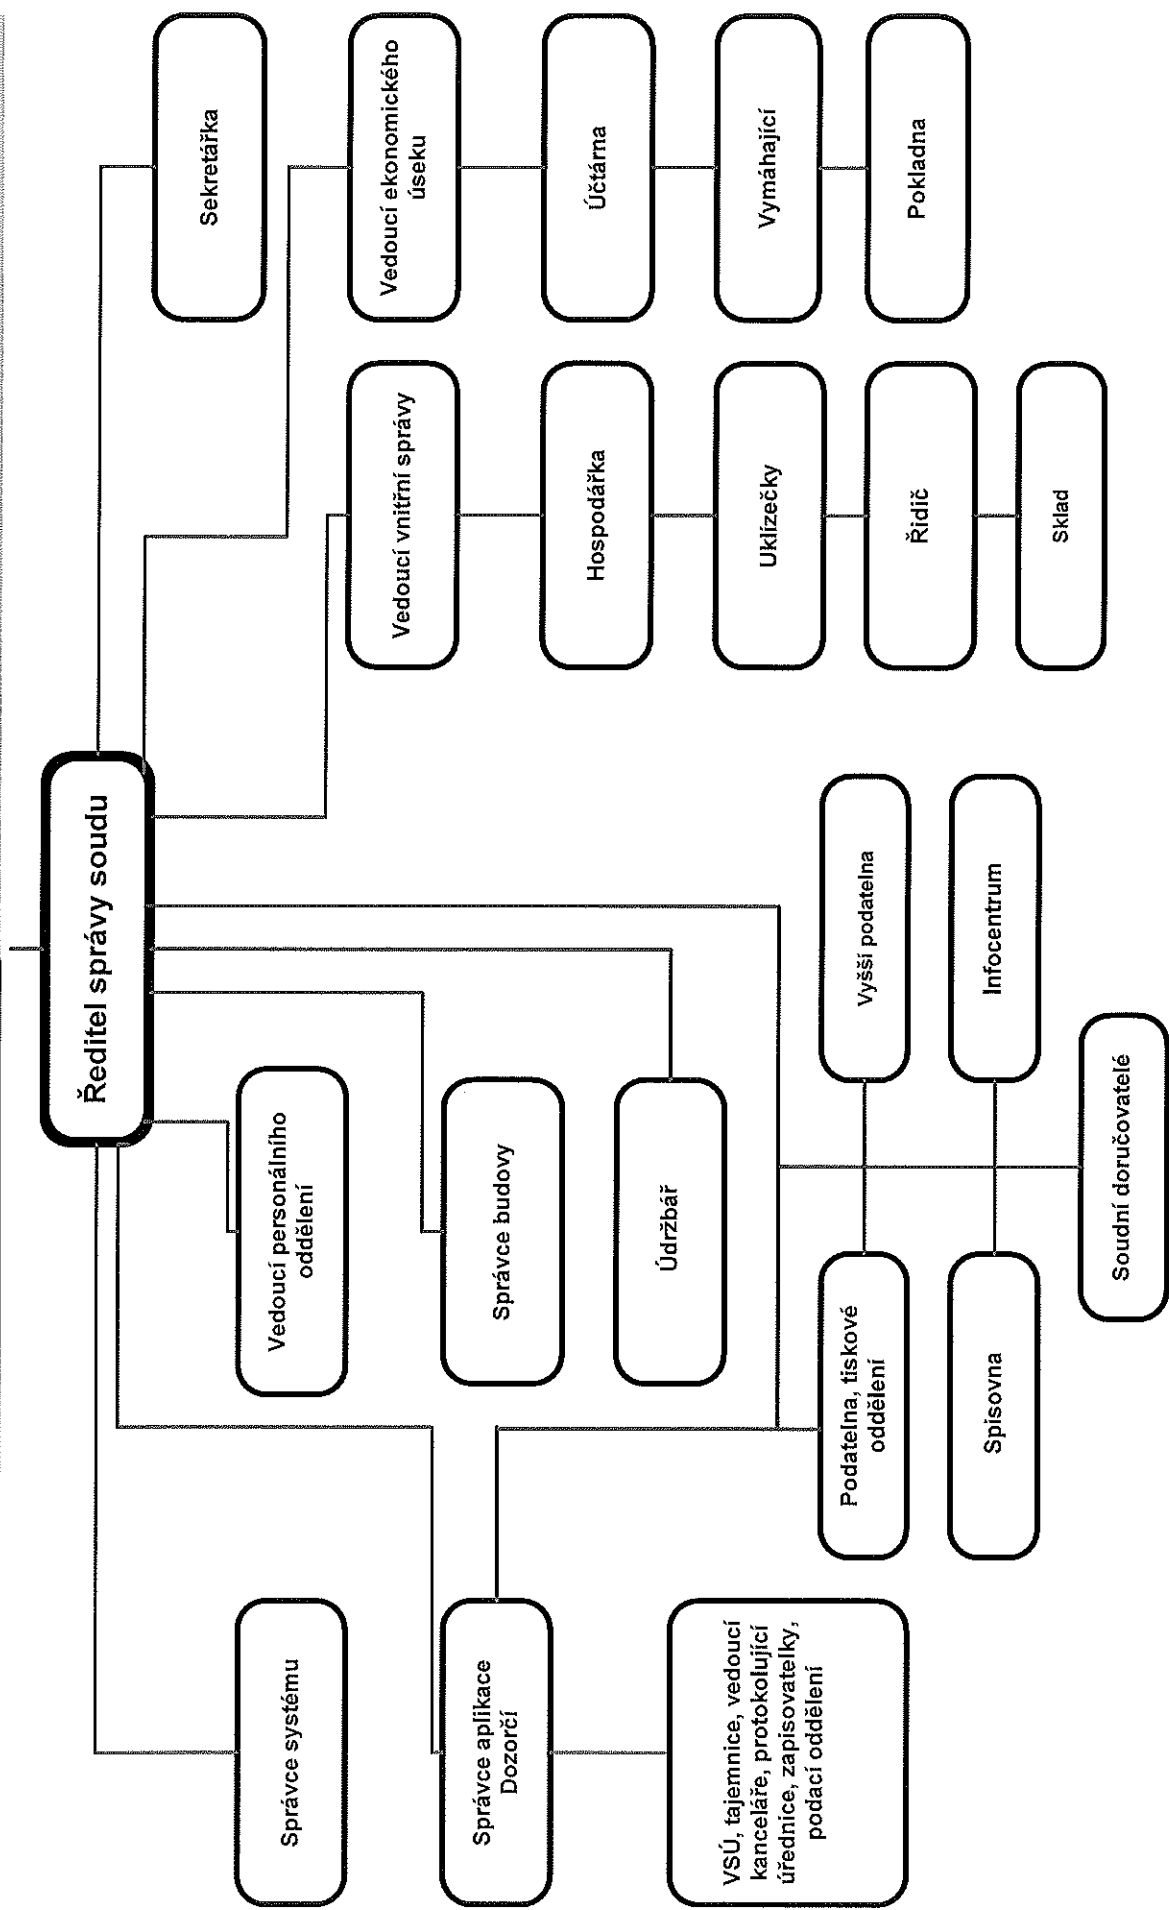 Ředitel správy soudu
Správce systému
Vedoucí personálního
oddělení
Sekretářka
Správce aplikace
Dozorčí
Správce budovy
Vedoucí vnitřní správy
Vedoucí ekonomického
úseku
Údržbář
Hospodářka
Účtárna
VSÚ, tajemnice, vedoucí
kanceláře, protokolující
úřednice, zapisovatelky,
podací oddělení
Uklízečky
Vymáhající
Podatelna, tiskové
oddělení
Vyšší podatelna
Řidič
Pokladna
Spisovna
Infocentrum
Sklad
Soudní doručovatelé